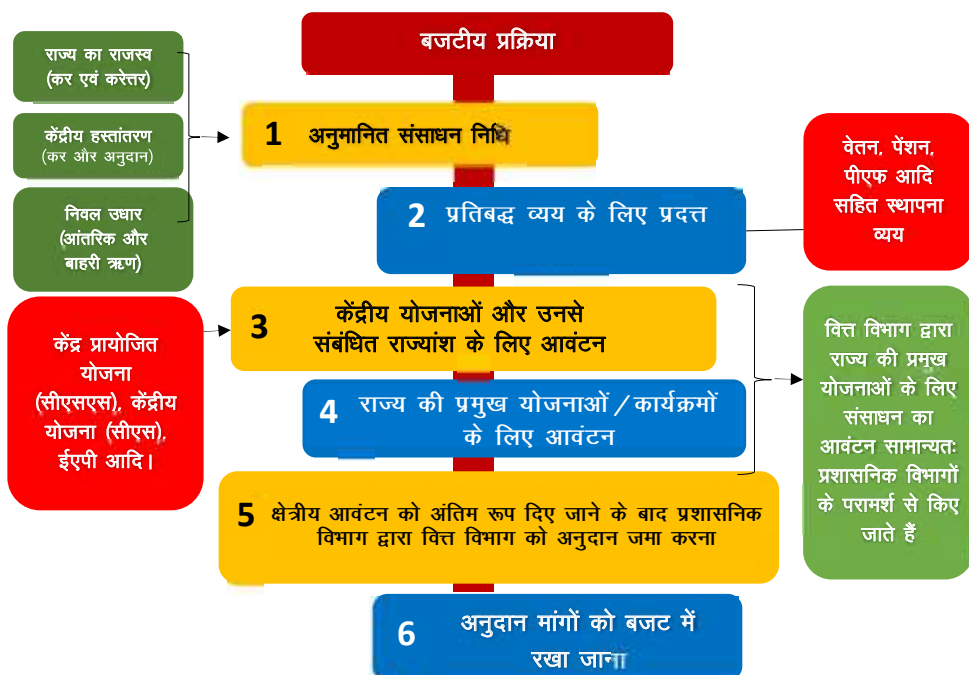 बजटीय प्रक्रिया
राज्य का राजस्व
(कर एवं करेत्तर)
केंद्रीय हस्तांतरण
(कर और अनुदान)
निवल उधार
(आंतरिक और
बाहरी ऋण)
1 अनुमानित संसाधन निधि
2 प्रतिबद्ध व्यय के लिए प्रदत्त
वेतन, पेंशन,
पीएफ आदि
सहित स्थापना
व्यय
केंद्र प्रायोजित
योजना
(सीएसएस), केंद्रीय
योजना (सीएस),
ईएपी आदि।
3 केंद्रीय योजनाओं और उनसे
संबंधित राज्यांश के लिए आवंटन
4 राज्य की प्रमुख योजनाओं/कार्यक्रमों
के लिए आवंटन
5 क्षेत्रीय आवंटन को अंतिम रूप दिए जाने के बाद प्रशासनिक
विभाग द्वारा वित्त विभाग को अनुदान जमा करना
वित्त विभाग द्वारा
राज्य की प्रमुख
योजनाओं के लिए
संसाधन का
आवंटन सामान्यतः
प्रशासनिक विभागों
के परामर्श से किए
जाते हैं
6 अनुदान मांगों को बजट में
रखा जाना